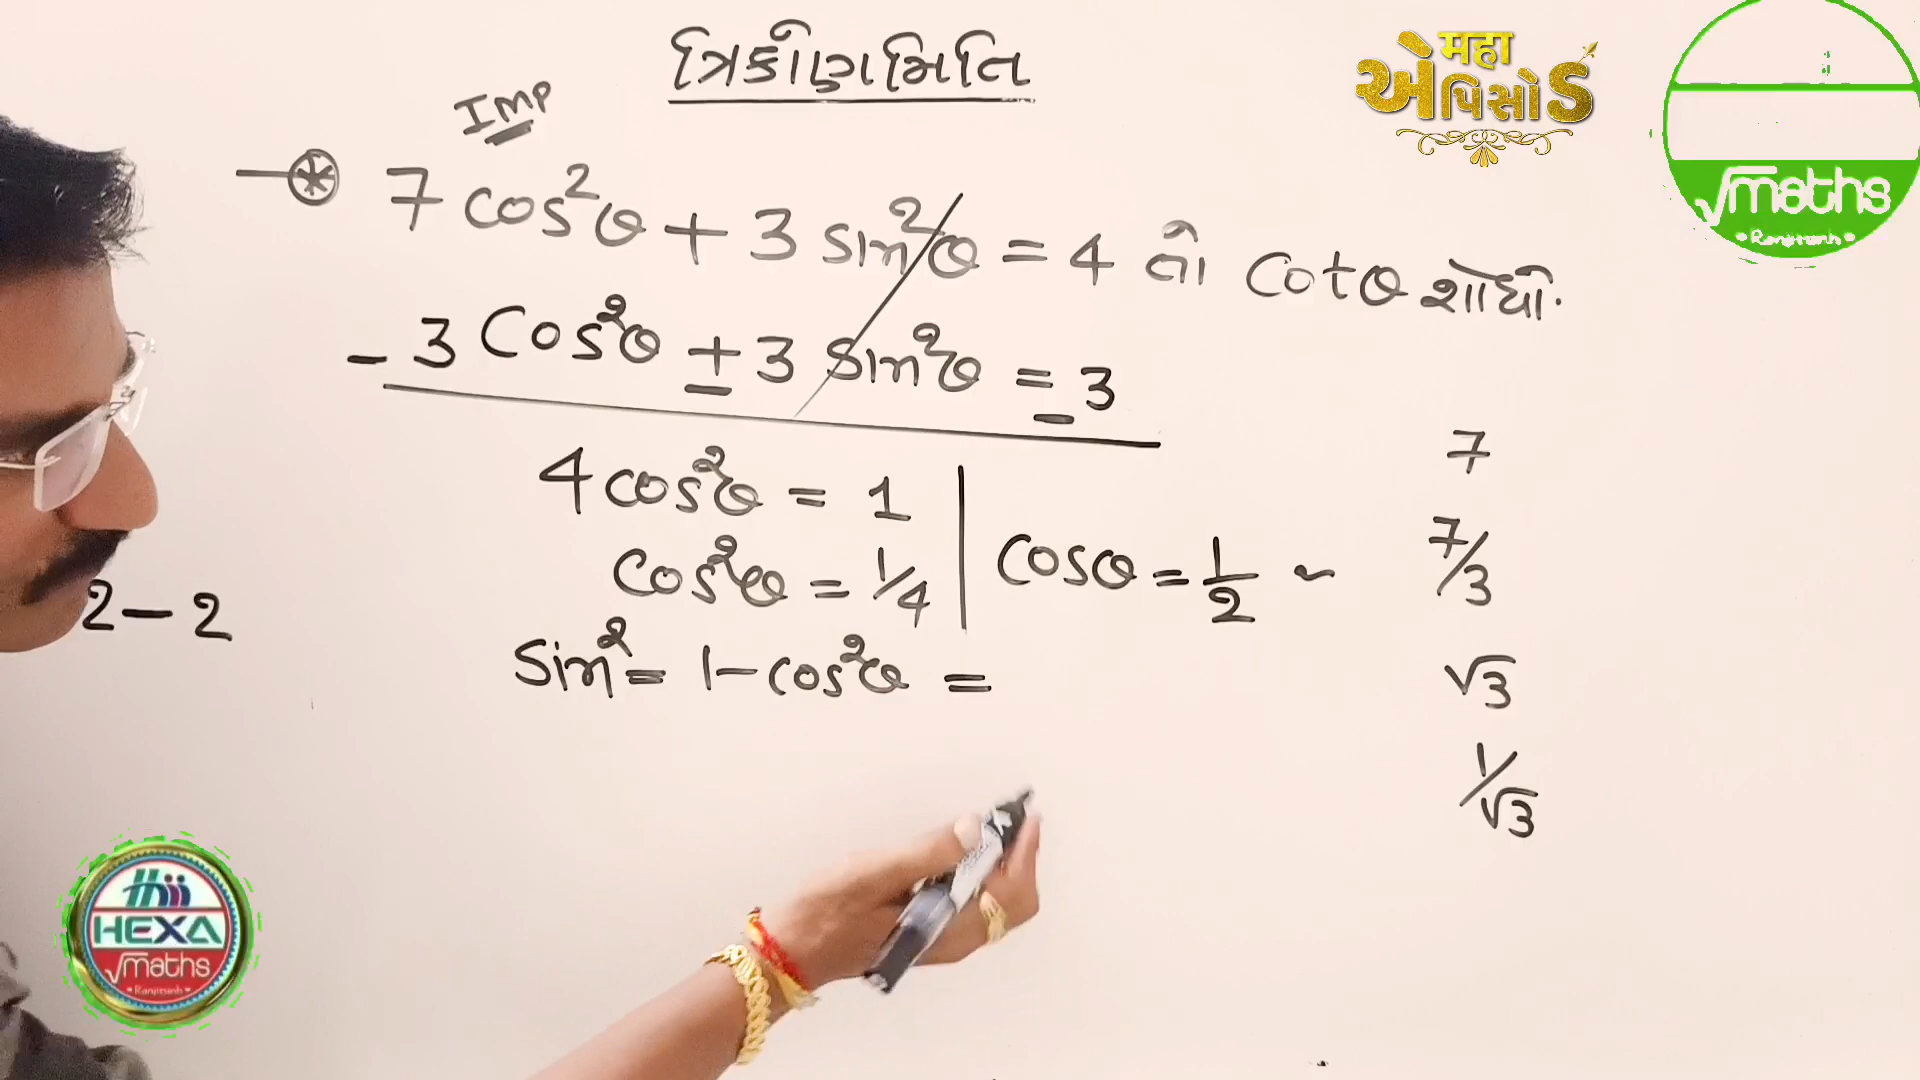 ત્રિકોણમિતિ
महा
એપિસોડ
IMP
7 cos²θ + 3 sin²θ = 4 તો Cotθ શોધો.
√maths
• Ranjitsinh •
- 3 Cos²θ ± 3 sin²θ = 3
4 cos²θ = 1
cos²θ = 1/4
cosθ = 1/2
2 - 2
sin² = 1 - cos²θ =
7
7/3
√3
1/√3
HEXA
√maths
• Ranjitsinh •